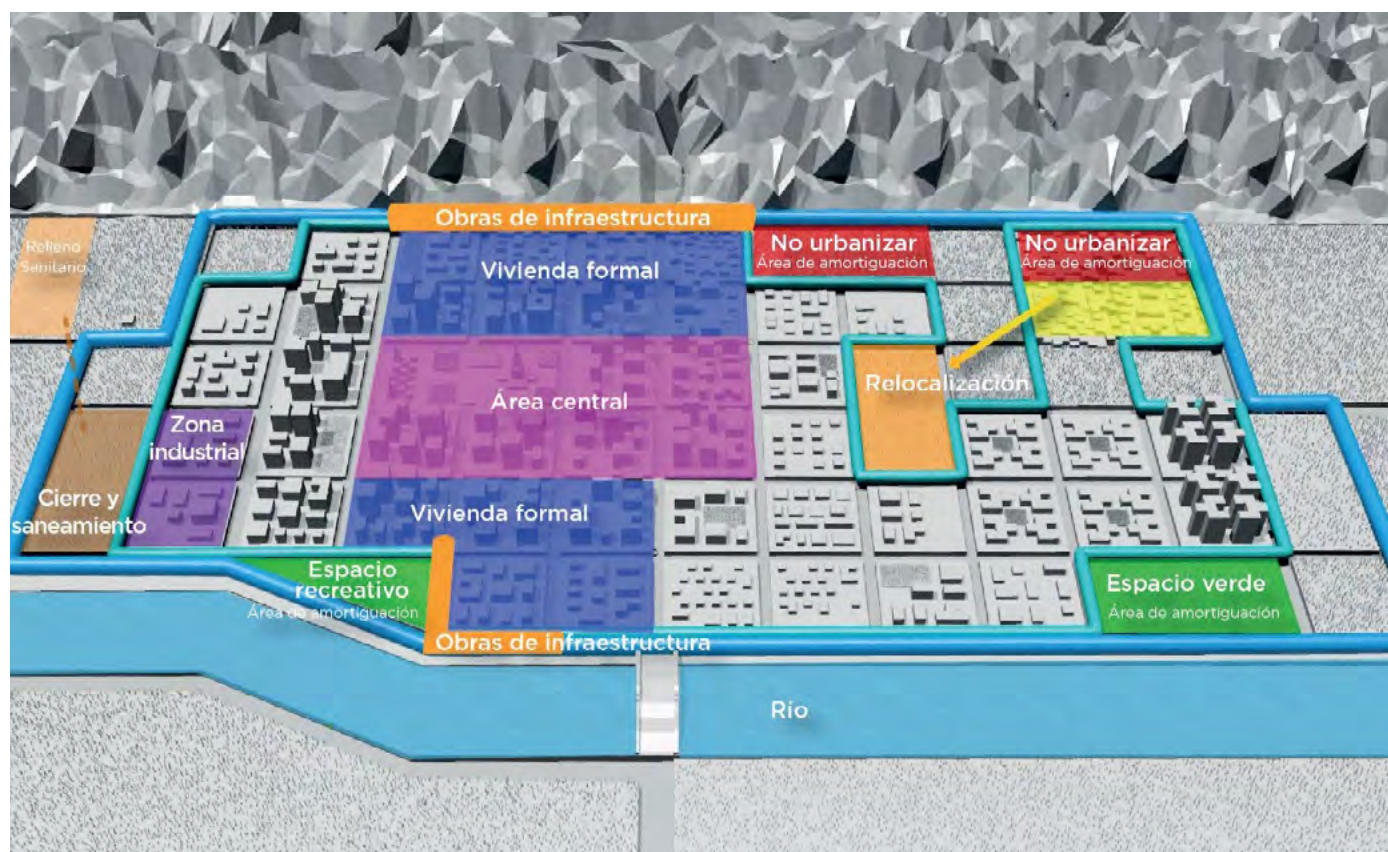 Obras de infraestructura
Relleno
Sanitario
Vivienda formal
No urbanizar
Área de amortiguación
No urbanizar
Área de amortiguación
Área central
Relocalización
Zona
industrial
Cierre y
saneamiento
Vivienda formal
Espacio
recreativo
Área de amortiguación
Espacio verde
Área de amortiguación
Obras de infraestructura
Río